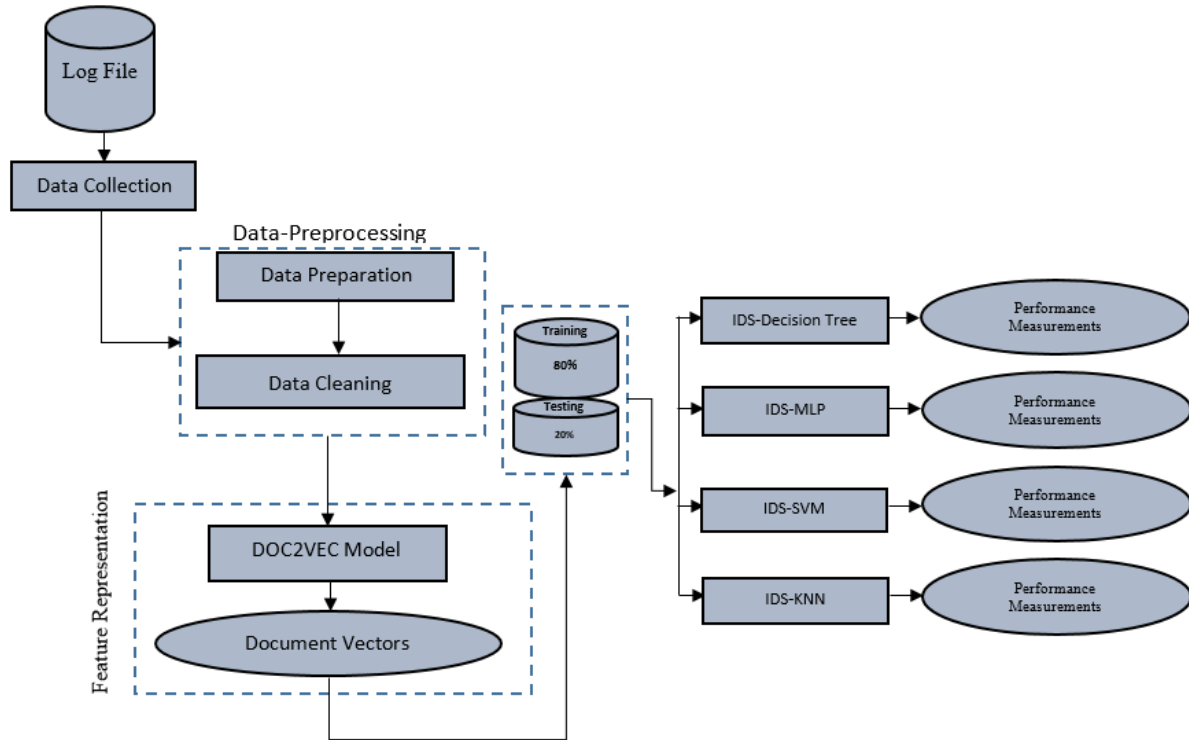 Log File
Data Collection
Data-Preprocessing
Data Preparation
Data Cleaning
Feature Representation
DOC2VEC Model
Document Vectors
Training
80%
Testing
20%
IDS-Decision Tree
Performance
Measurements
IDS-MLP
Performance
Measurements
IDS-SVM
Performance
Measurements
IDS-KNN
Performance
Measurements